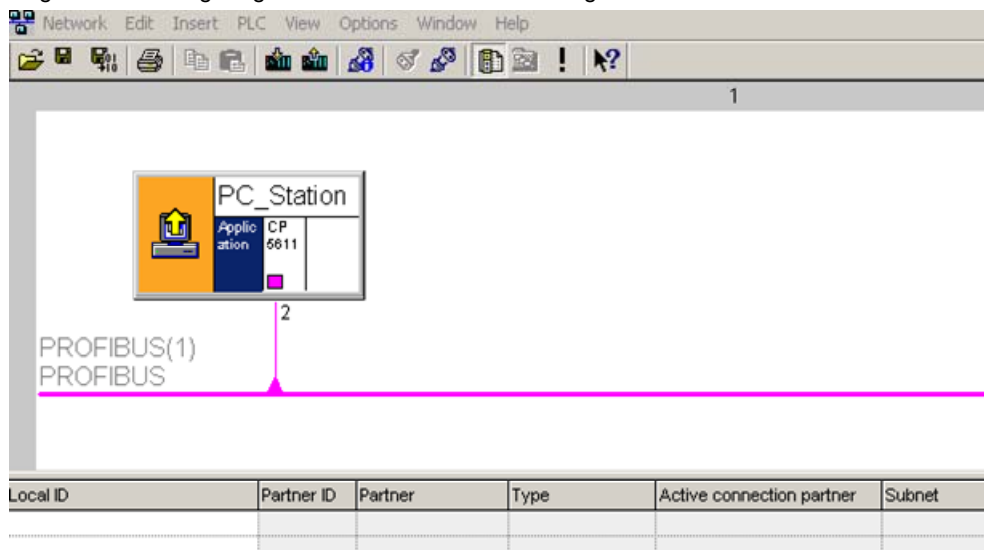 Network Edit Insert PLC View Options Window Help
1
PC_Station
Applic CP
ation 5611
2
PROFIBUS(1)
PROFIBUS
Local ID Partner ID Partner Type Active connection partner Subnet